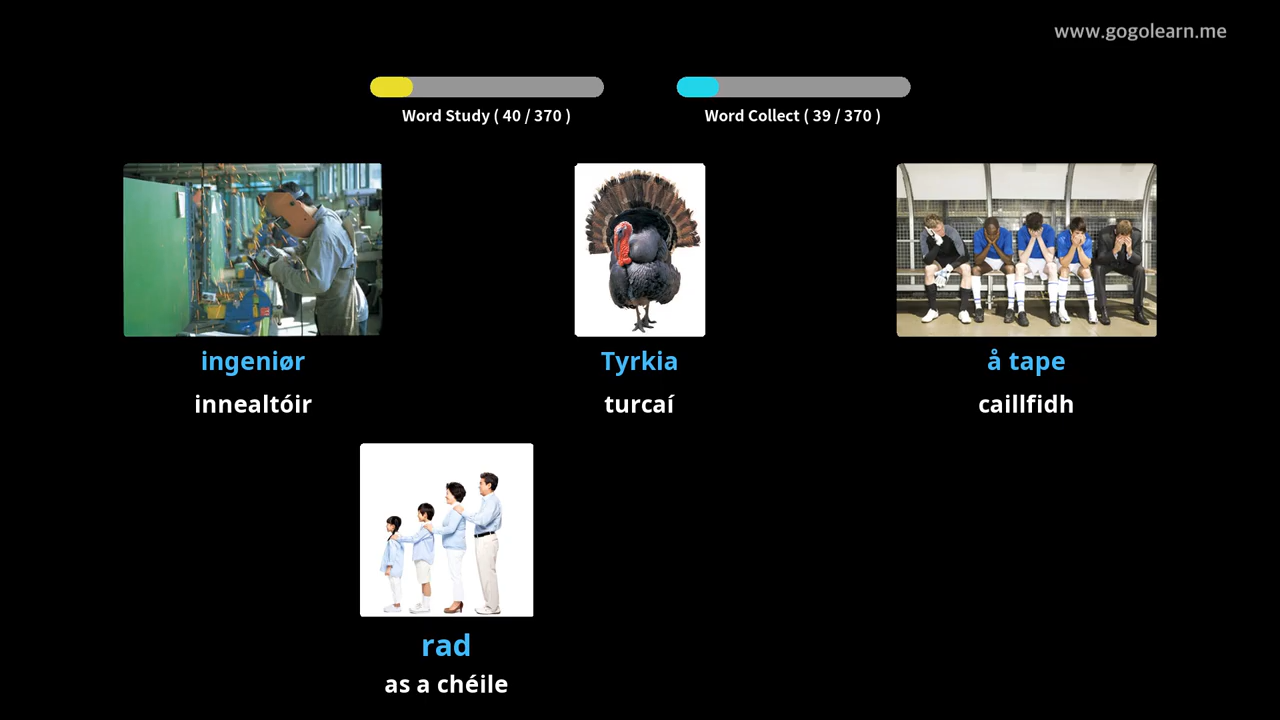 www.gogolearn.me
Word Study ( 40 / 370 )
Word Collect ( 39 / 370 )
ingeniør
innealtóir
Tyrkia
turcaí
å tape
caillfidh
rad
as a chéile